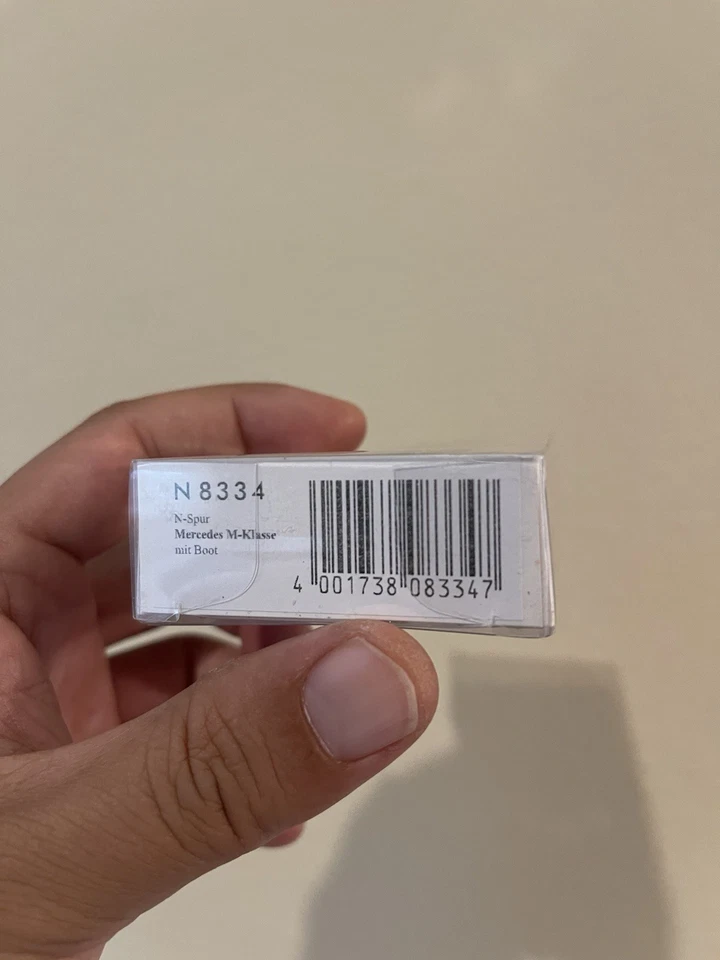 N 8334
N-Spur
Mercedes M-Klasse
mit Boot
4 001738 083347